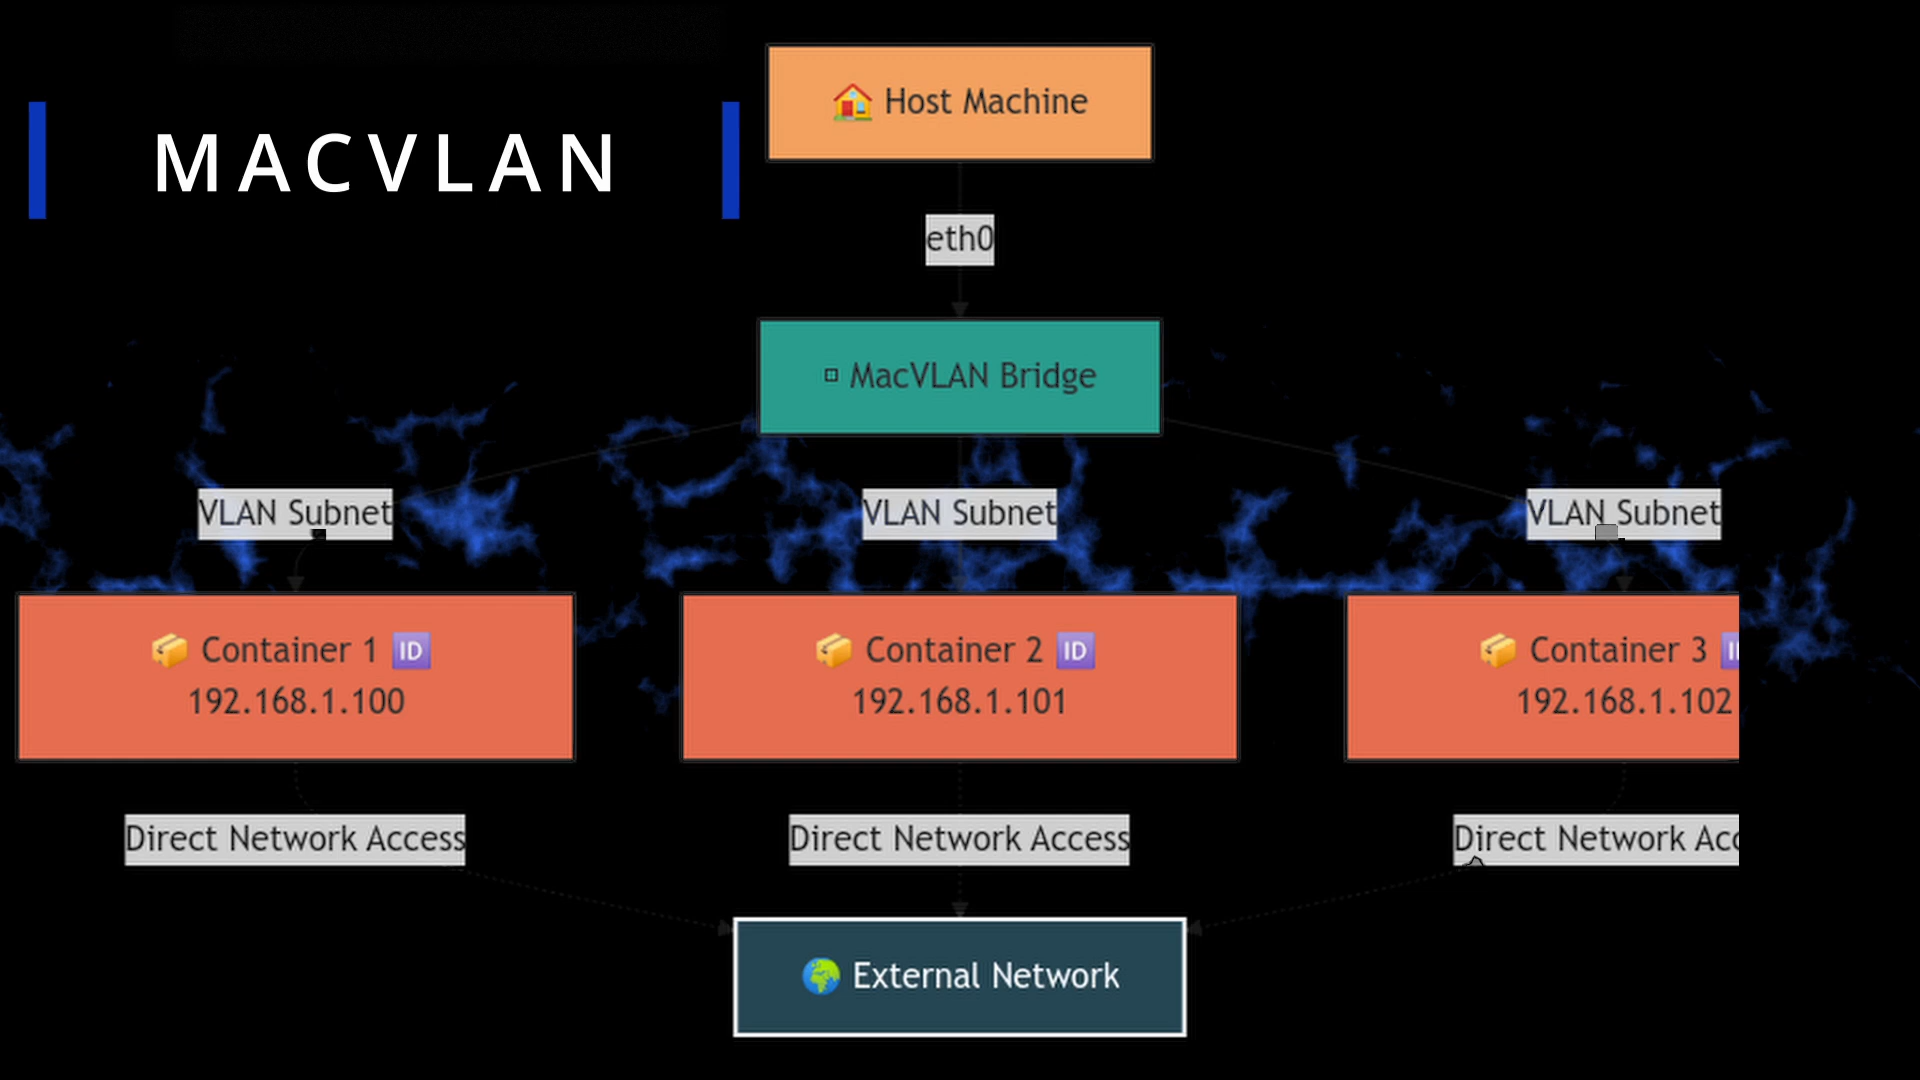 MACVLAN
Host Machine
eth0
MacVLAN Bridge
VLAN Subnet
VLAN Subnet
VLAN Subnet
Container 1 🆔
192.168.1.100
Container 2 🆔
192.168.1.101
Container 3
192.168.1.102
Direct Network Access
Direct Network Access
Direct Network Acc
External Network